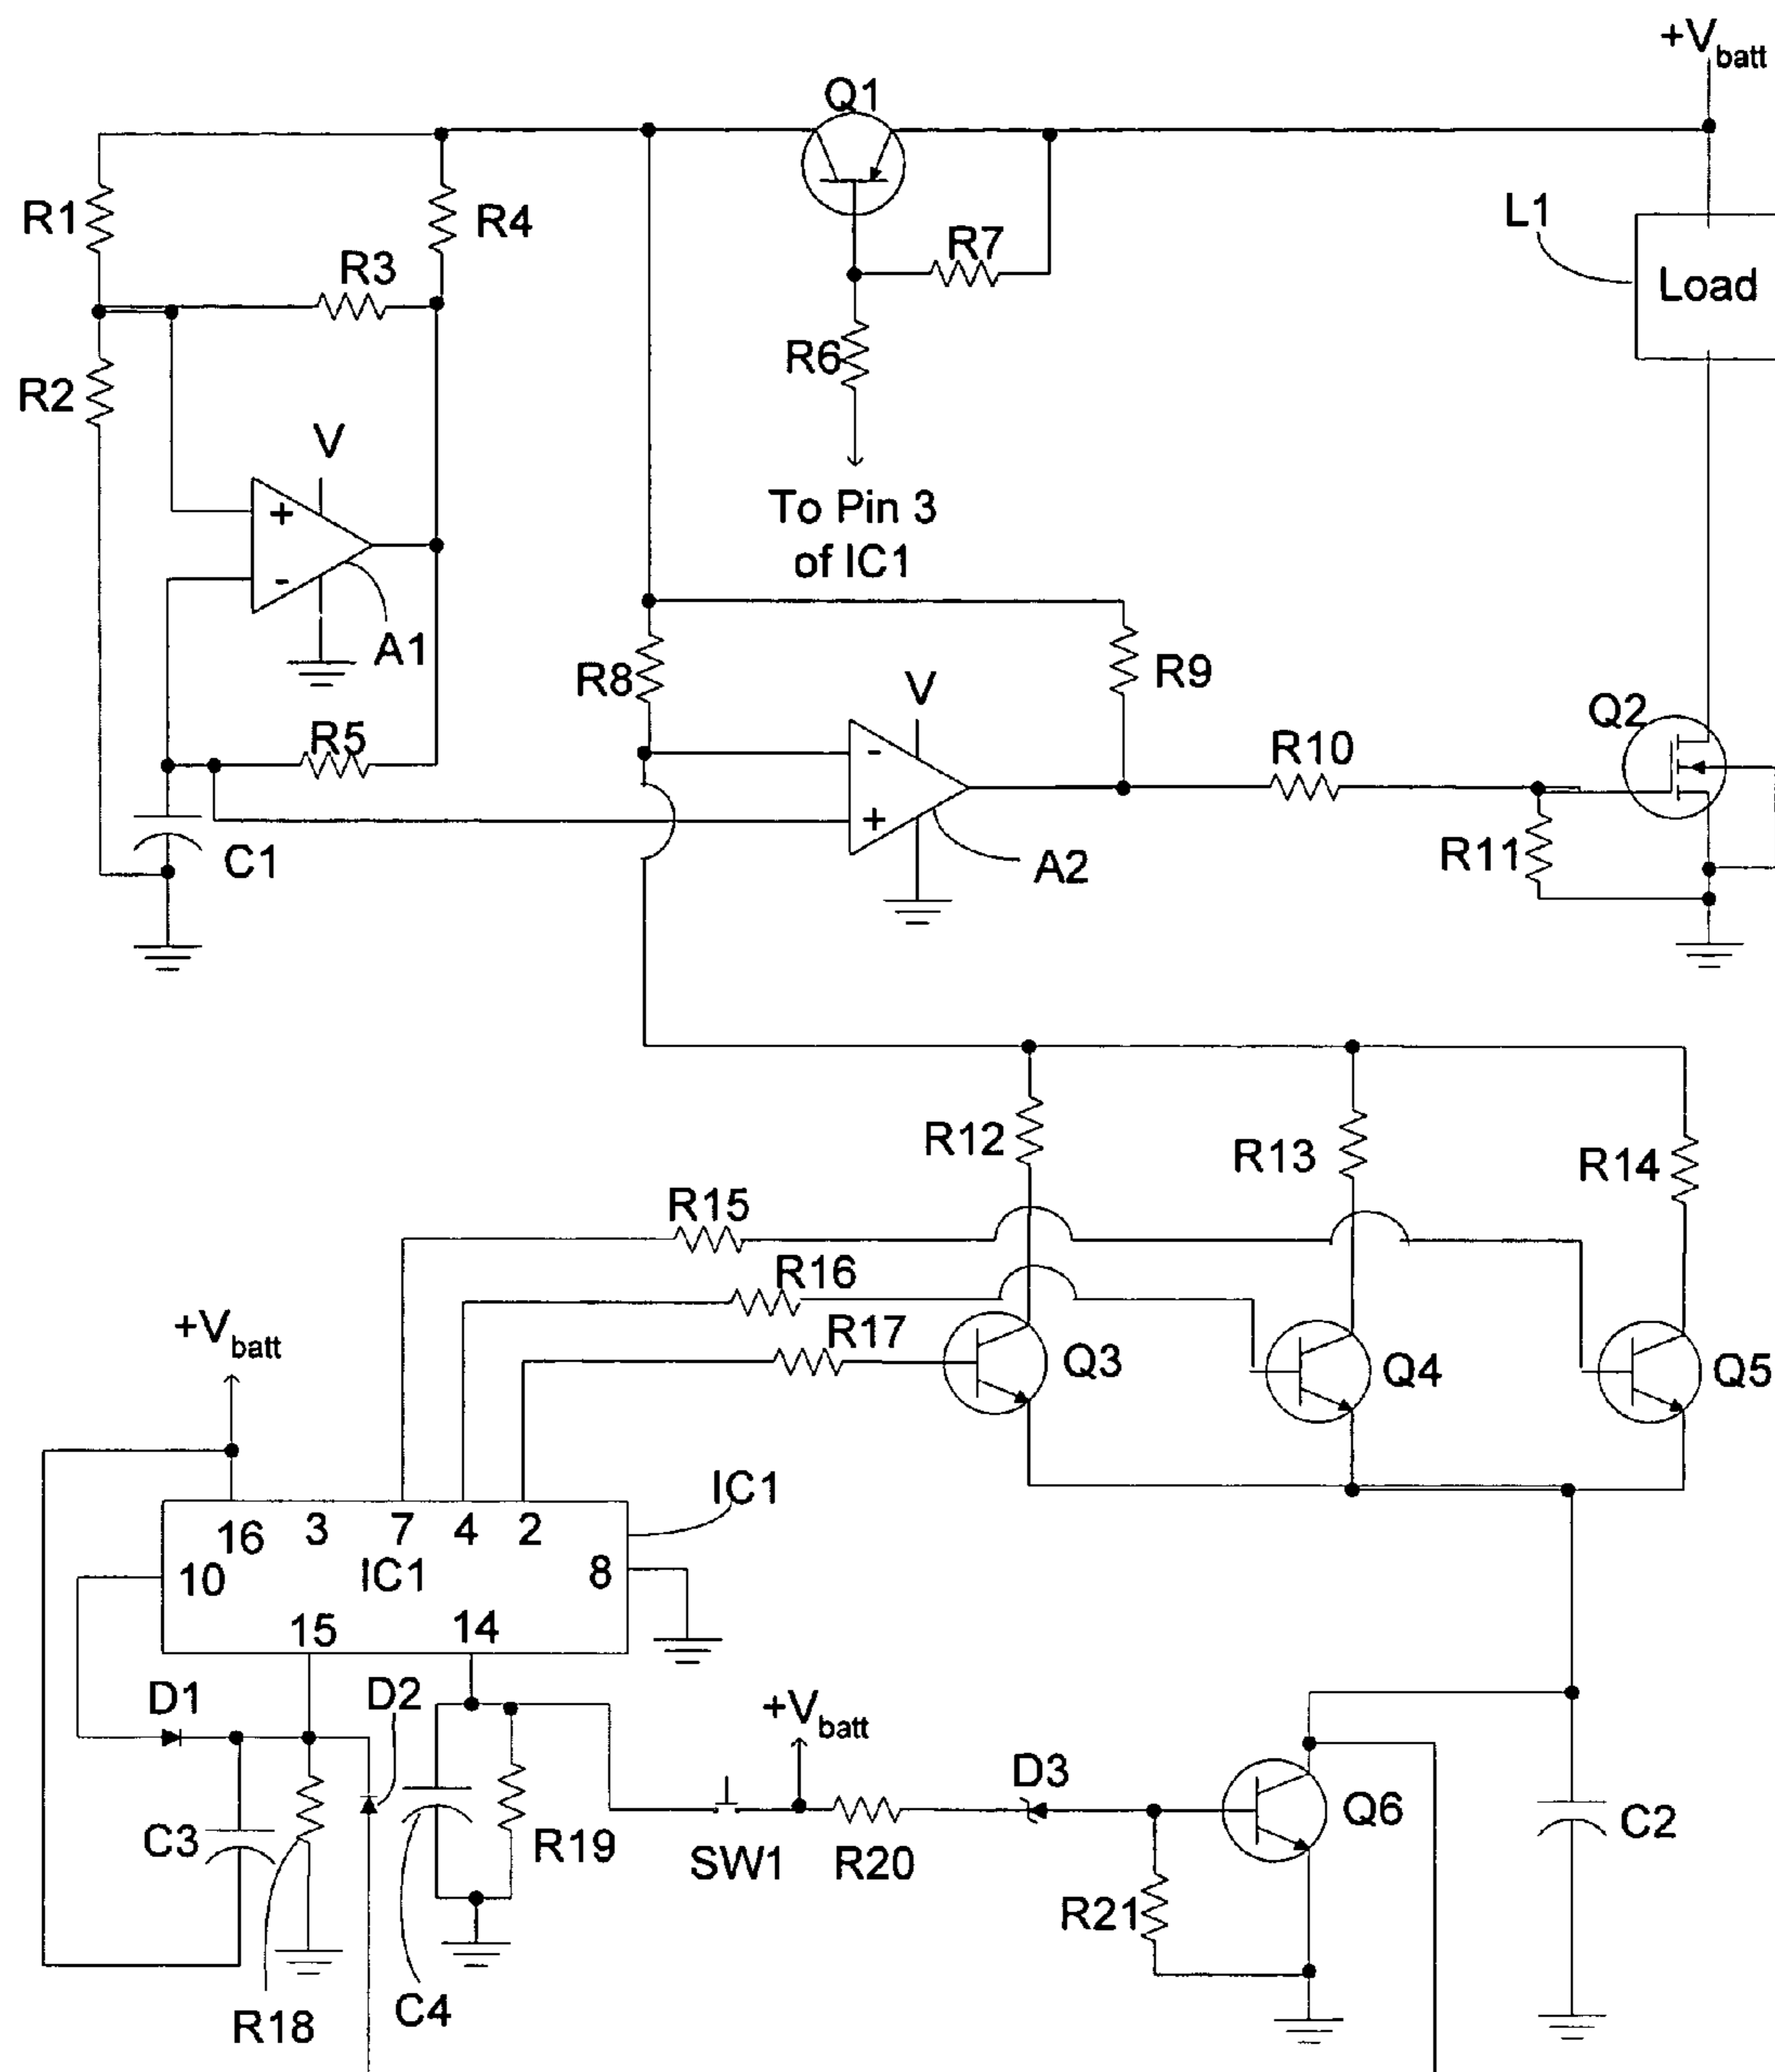 +Vbatt
Q1
R1
R4
L1
R3
R7
Load
R6
R2
V
To Pin 3
of IC1
+
-
A1
R8
V
R9
Q2
R5
-
R10
+
C1
A2
R11
R12
R13
R14
R15
R16
R17
+Vbatt
Q3
Q4
Q5
IC1
16
3
7
4
2
10
IC1
8
15
14
D1
D2
+Vbatt
D3
C3
R19
SW1
R20
Q6
C2
R21
R18
C4